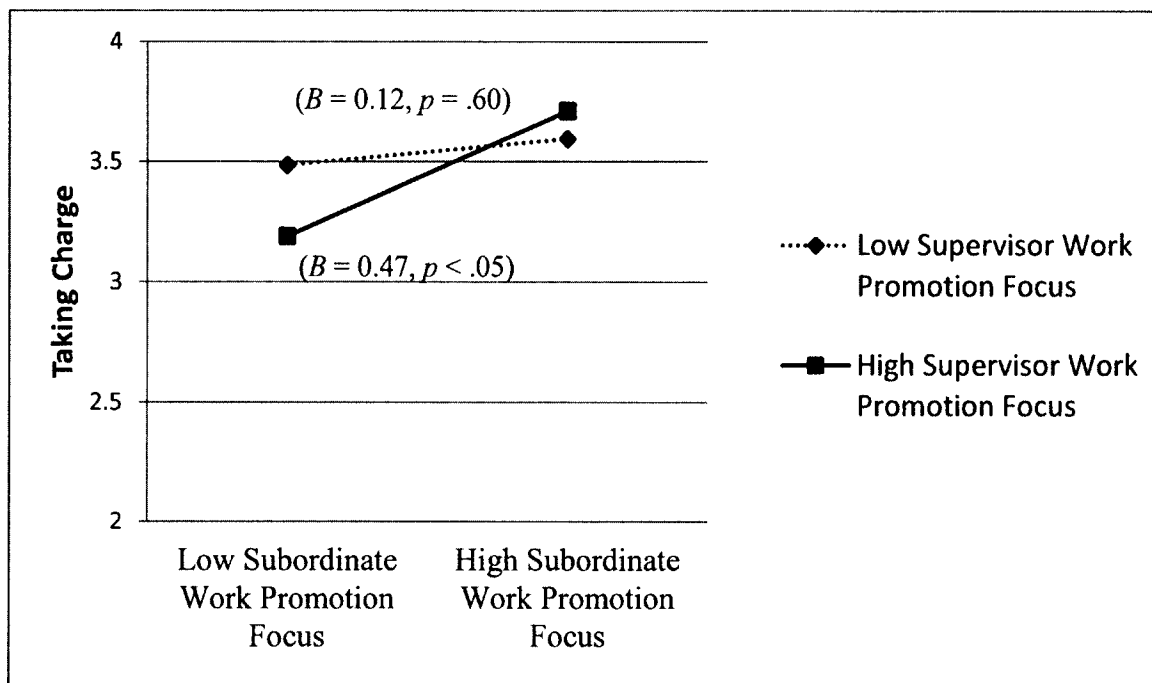 4
(B = 0.12, p = .60)
3.5
(B = 0.47, p < .05)
3
2.5
2
Taking Charge
Low Subordinate
Work Promotion
Focus
High Subordinate
Work Promotion
Focus
Low Supervisor Work
Promotion Focus
High Supervisor Work
Promotion Focus